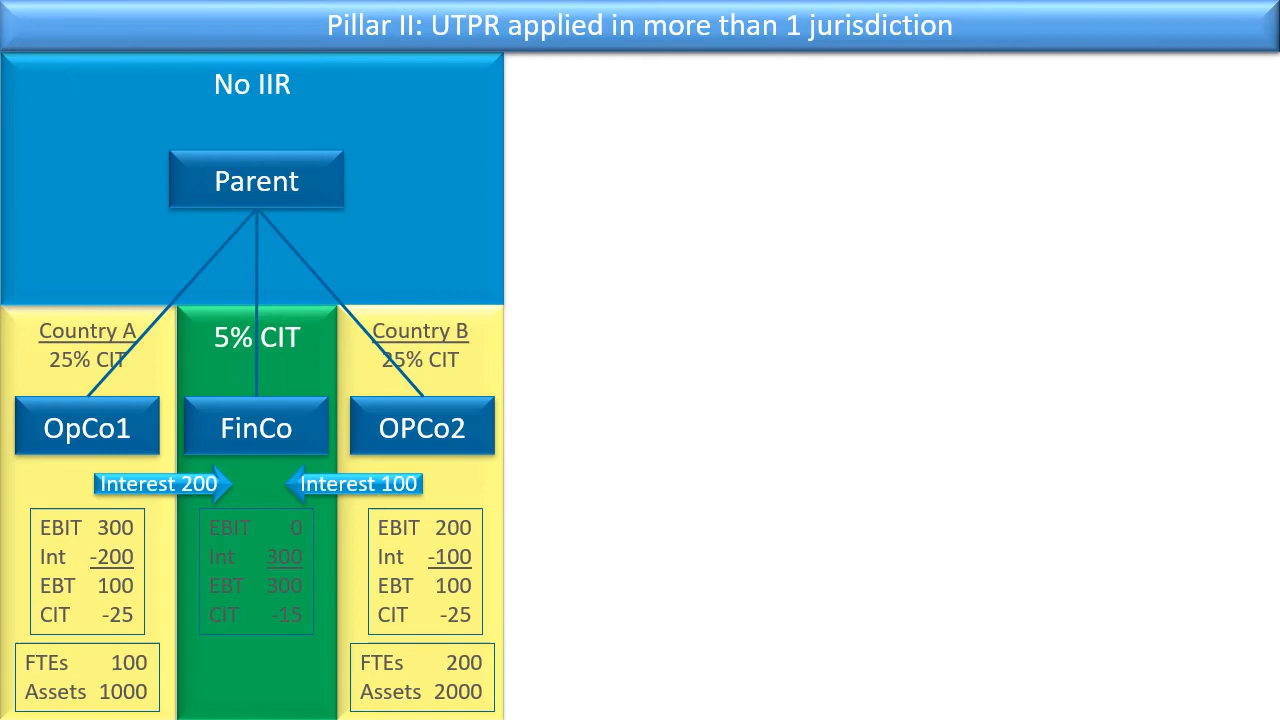 Pillar II: UTPR applied in more than 1 jurisdiction
No IIR
Parent
Country A
25% CIT
5% CIT
Country B
25% CIT
OpCo1
FinCo
OPCo2
Interest 200
Interest 100
EBIT 300
Int -200
EBT 100
CIT -25
EBIT 0
Int 300
EBT 300
CIT -15
EBIT 200
Int -100
EBT 100
CIT -25
FTEs 100
Assets 1000
FTEs 200
Assets 2000